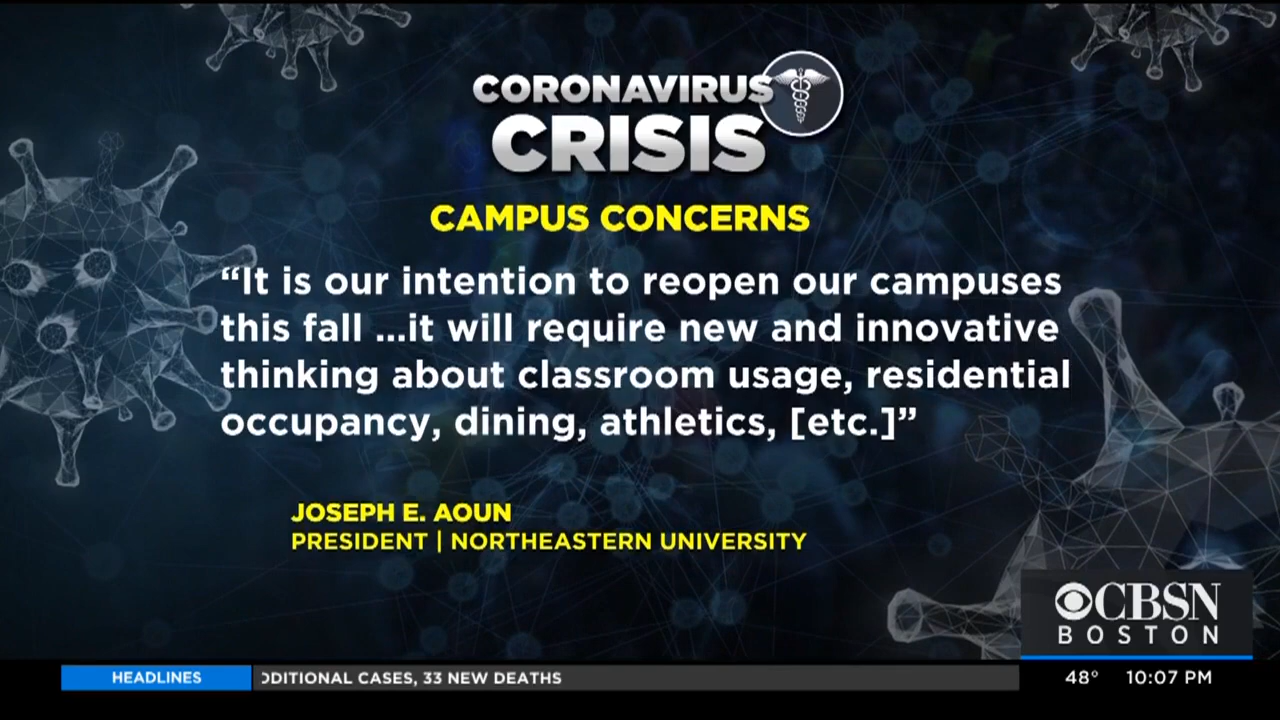 CORONAVIRUS
CRISIS
CAMPUS CONCERNS
“It is our intention to reopen our campuses
this fall ...it will require new and innovative
thinking about classroom usage, residential
occupancy, dining, athletics, [etc.]”
JOSEPH E. AOUN
PRESIDENT | NORTHEASTERN UNIVERSITY
CBSN
BOSTON
HEADLINES
CASES, 33 NEW DEATHS
48° 10:07 PM